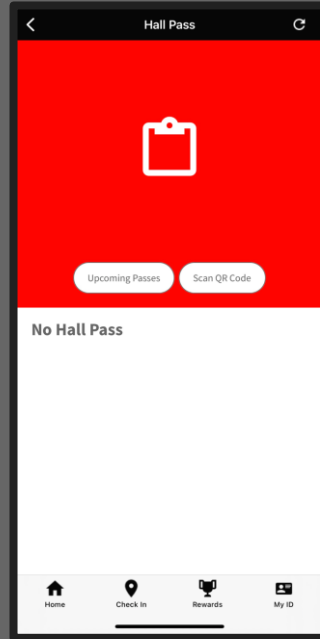 Hall Pass
Upcoming Passes Scan QR Code
No Hall Pass
Home Check In Rewards My ID